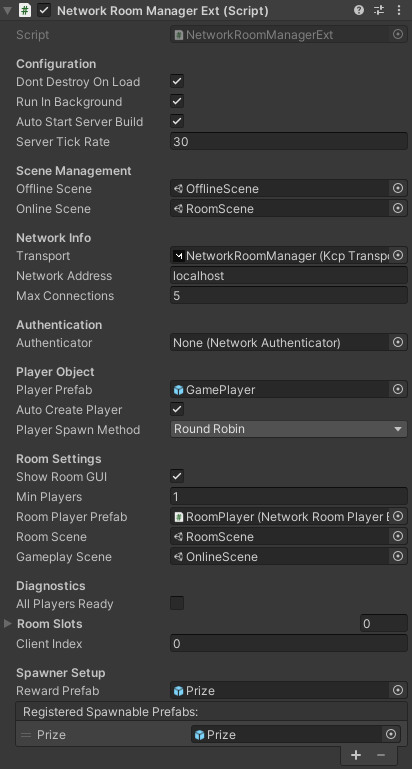 Network Room Manager Ext (Script)
Script NetworkRoomManagerExt
Configuration
Dont Destroy On Load
Run In Background
Auto Start Server Build
Server Tick Rate 30
Scene Management
Offline Scene OfflineScene
Online Scene RoomScene
Network Info
Transport NetworkRoomManager (Kcp Transpo
Network Address localhost
Max Connections 5
Authentication
Authenticator None (Network Authenticator)
Player Object
Player Prefab GamePlayer
Auto Create Player
Player Spawn Method Round Robin
Room Settings
Show Room GUI
Min Players 1
Room Player Prefab RoomPlayer (Network Room Player E
Room Scene RoomScene
Gameplay Scene OnlineScene
Diagnostics
All Players Ready
Room Slots 0
Client Index 0
Spawner Setup
Reward Prefab Prize
Registered Spawnable Prefabs:
Prize Prize